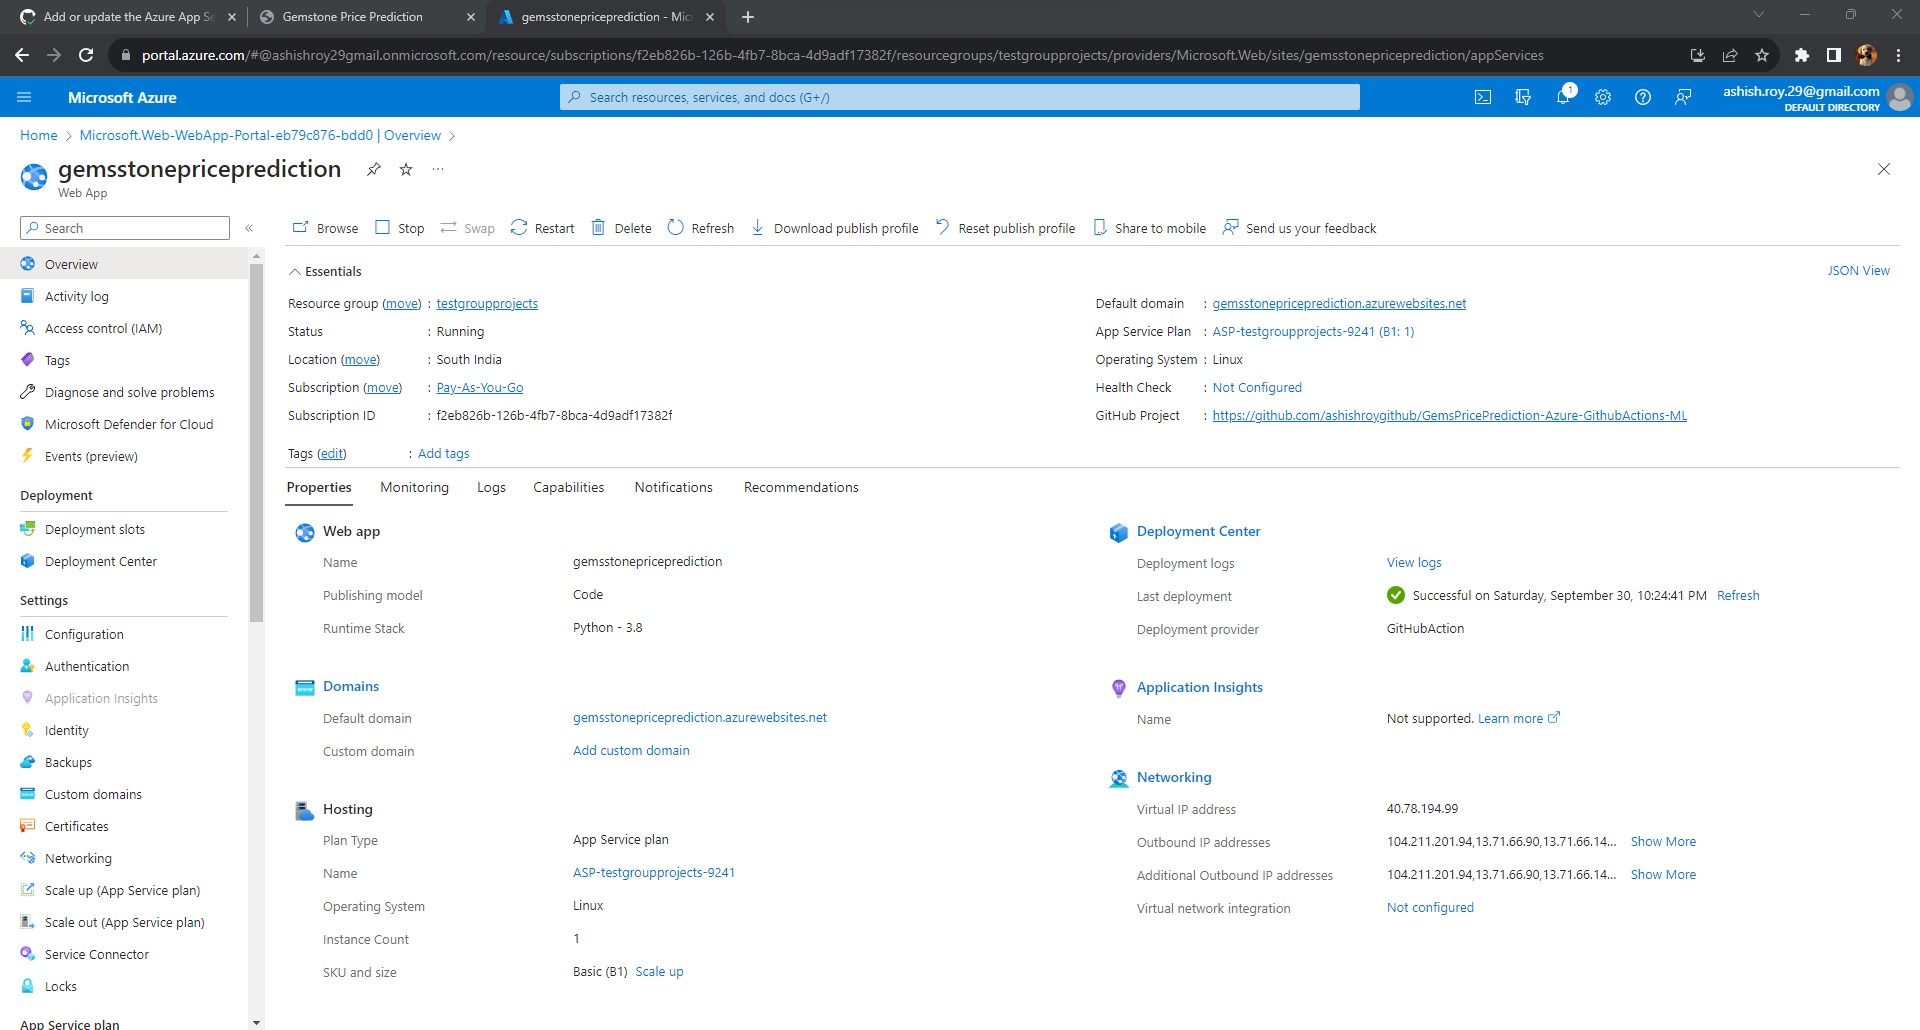 Add or update the Azure App Se
Gemstone Price Prediction
gemsstonepriceprediction - Mic
portal.azure.com/#@ashishroy29gmail.onmicrosoft.com/resource/subscriptions/f2eb826b-126b-4fb7-8bca-4d9adf17382f/resourcegroups/testgroupprojects/providers/Microsoft.Web/sites/gemsstonepriceprediction/appServices
Microsoft Azure
Search resources, services, and docs (G+/)
1
ashish.roy.29@gmail.com
DEFAULT DIRECTORY
Home > Microsoft.Web-WebApp-Portal-eb79c876-bdd0 | Overview >
gemsstonepriceprediction
Web App
Search
Browse Stop Swap Restart Delete Refresh Download publish profile Reset publish profile Share to mobile Send us your feedback
Overview
Activity log
Access control (IAM)
Tags
Diagnose and solve problems
Microsoft Defender for Cloud
Events (preview)
Deployment
Deployment slots
Deployment Center
Settings
Configuration
Authentication
Application Insights
Identity
Backups
Custom domains
Certificates
Networking
Scale up (App Service plan)
Scale out (App Service plan)
Service Connector
Locks
App Service plan
Essentials
JSON View
Resource group (move) : testgroupprojects
Status : Running
Location (move) : South India
Subscription (move) : Pay-As-You-Go
Subscription ID : f2eb826b-126b-4fb7-8bca-4d9adf17382f
Default domain : gemsstonepriceprediction.azurewebsites.net
App Service Plan : ASP-testgroupprojects-9241 (B1: 1)
Operating System : Linux
Health Check : Not Configured
GitHub Project : https://github.com/ashishroygithub/GemsPricePrediction-Azure-GithubActions-ML
Tags (edit) : Add tags
Properties Monitoring Logs Capabilities Notifications Recommendations
Web app
Name gemsstonepriceprediction
Publishing model Code
Runtime Stack Python - 3.8
Domains
Default domain gemsstonepriceprediction.azurewebsites.net
Custom domain Add custom domain
Hosting
Plan Type App Service plan
Name ASP-testgroupprojects-9241
Operating System Linux
Instance Count 1
SKU and size Basic (B1) Scale up
Deployment Center
Deployment logs View logs
Last deployment Successful on Saturday, September 30, 10:24:41 PM Refresh
Deployment provider GitHubAction
Application Insights
Name Not supported. Learn more
Networking
Virtual IP address 40.78.194.99
Outbound IP addresses 104.211.201.94,13.71.66.90,13.71.66.14... Show More
Additional Outbound IP addresses 104.211.201.94,13.71.66.90,13.71.66.14... Show More
Virtual network integration Not configured